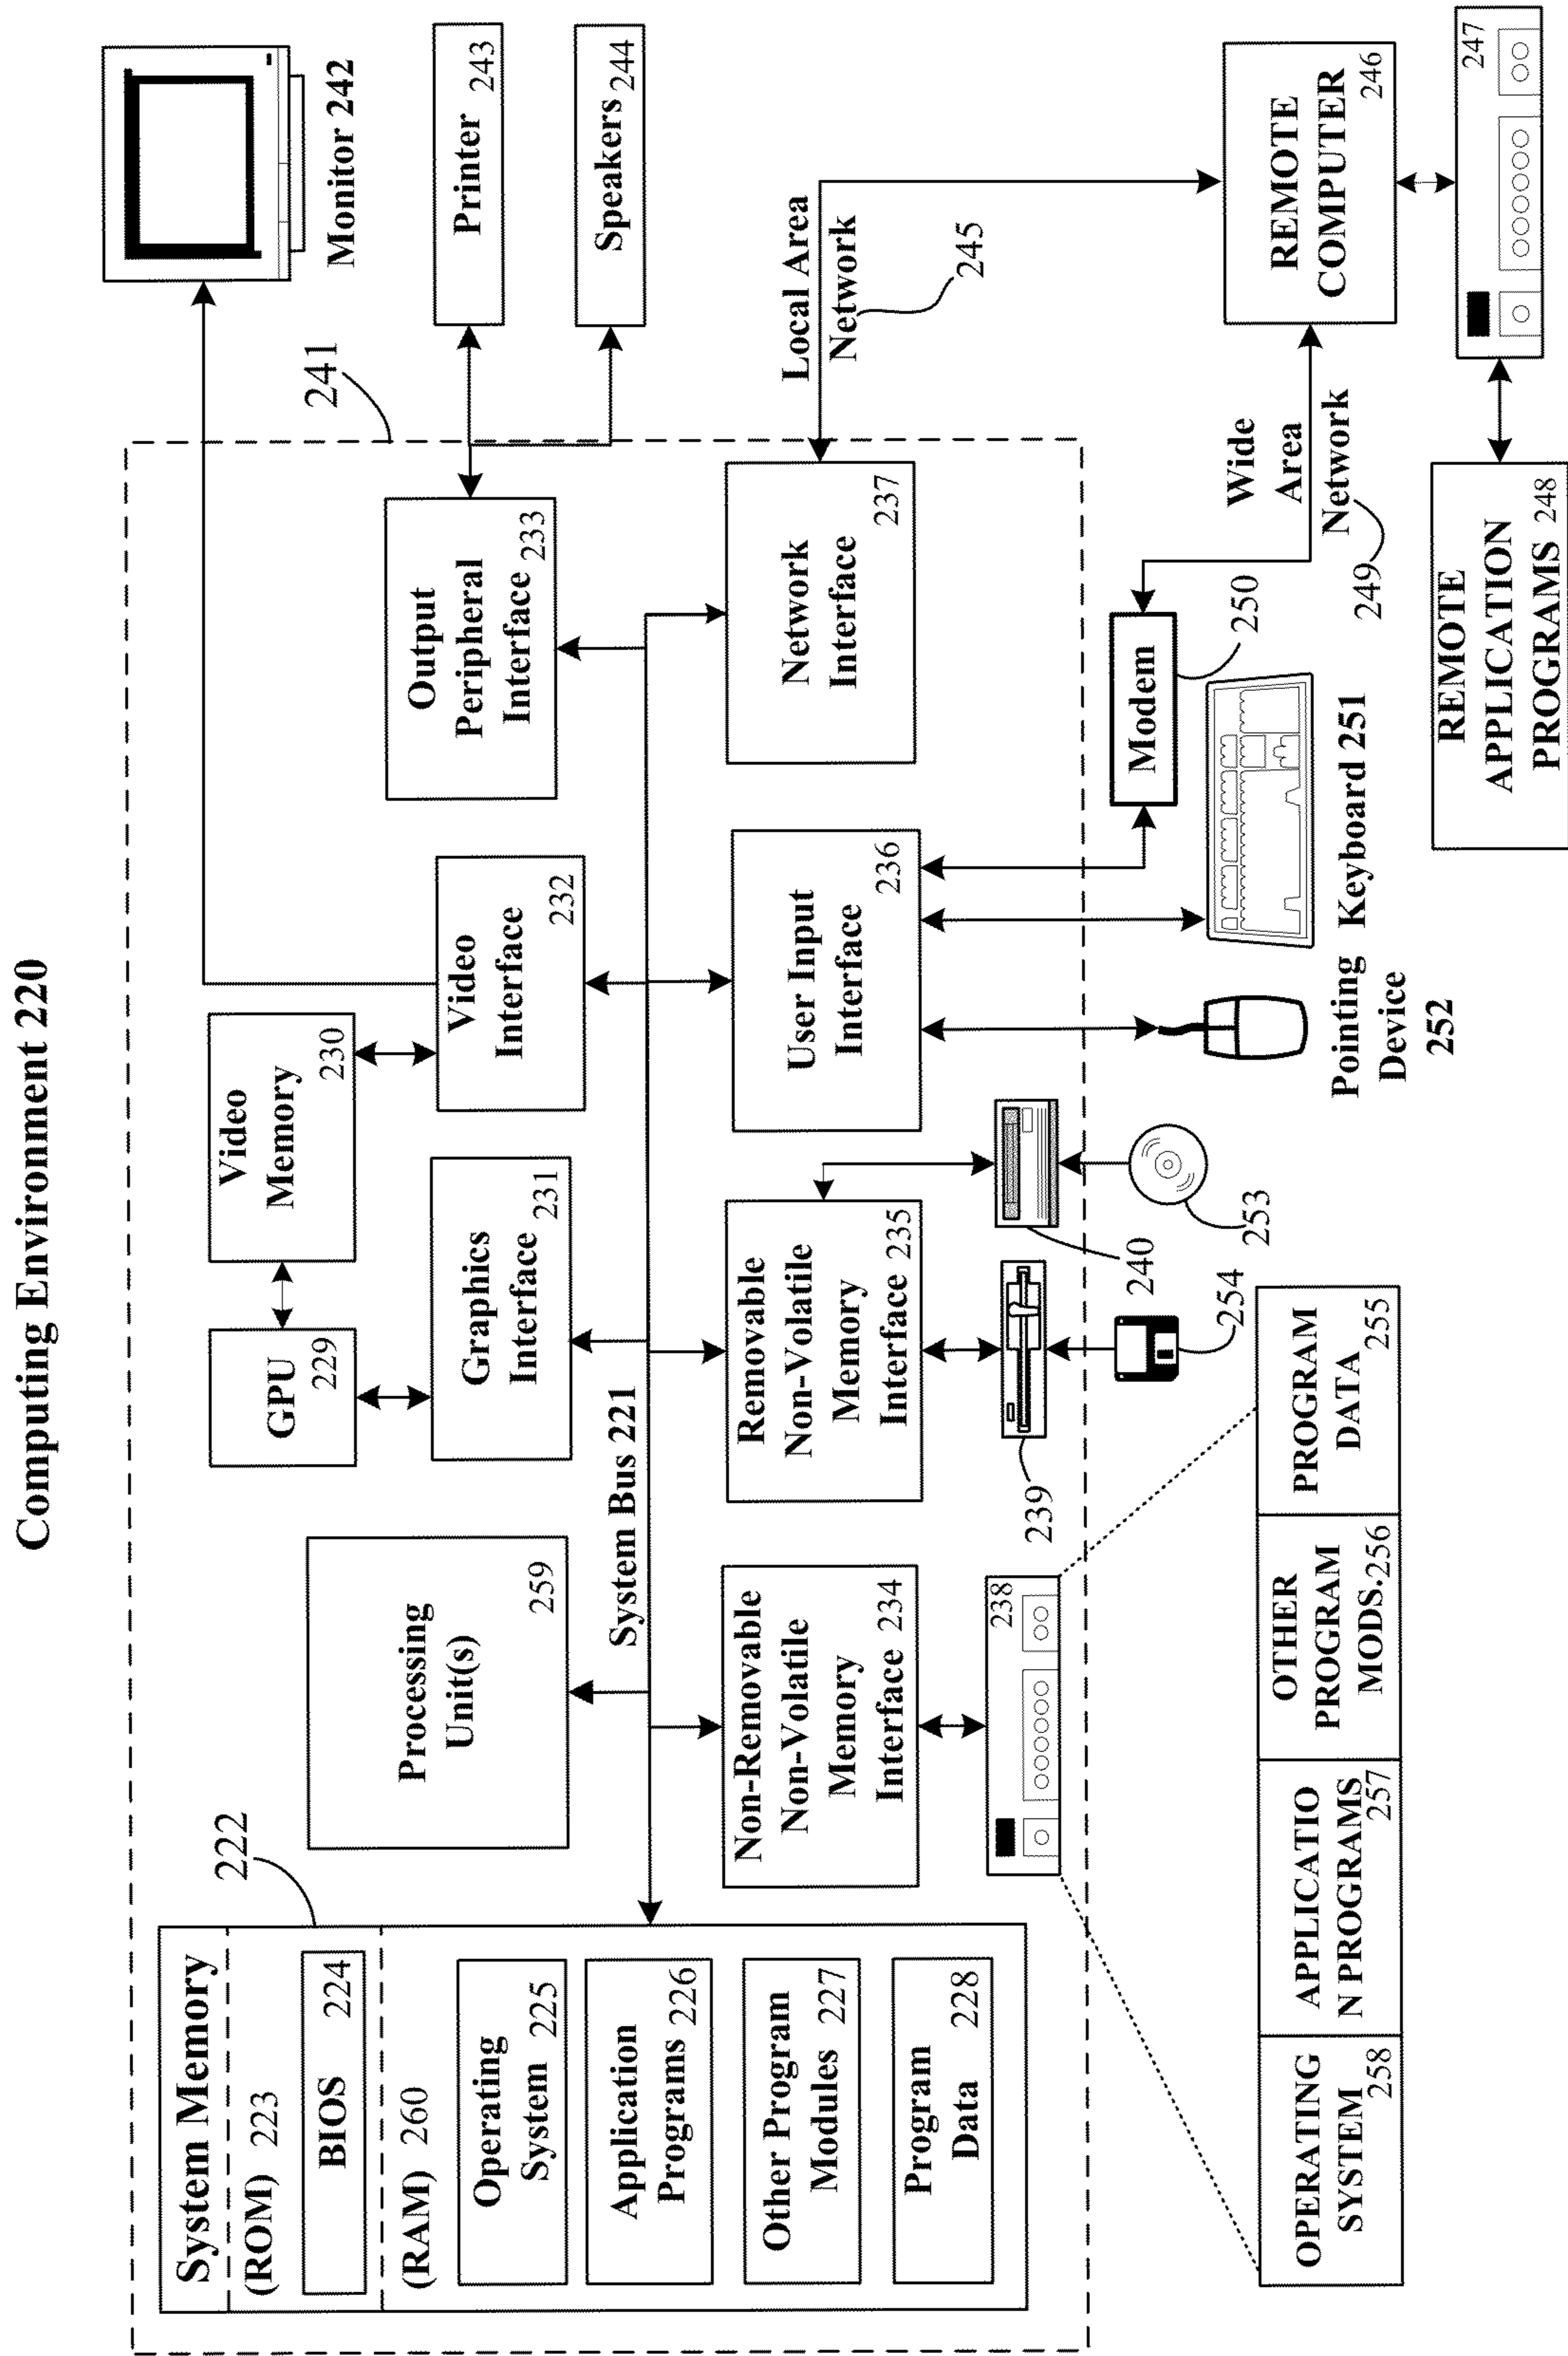 Computing Environment 220
222
System Memory
(ROM) 223
BIOS 224
(RAM) 260
Operating
System 225
Application
Programs 226
Other Program
Modules 227
Program
Data 228
Processing
Unit(s)
259
System Bus 221
GPU
229
Video
Memory
230
Graphics
Interface
231
Video
Interface
232
Output
Peripheral
Interface 233
241
Monitor 242
Printer
243
Speakers 244
Non-Removable
Non-Volatile
Memory
Interface 234
Removable
Non-Volatile
Memory
Interface 235
User Input
Interface
236
Network
Interface
237
Local Area
Network
245
238
239
240
254
253
Pointing
Device
252
Keyboard 251
Modem
250
Wide
Area
Network
249
REMOTE
COMPUTER
246
247
REMOTE
APPLICATION
PROGRAMS 248
OPERATING
SYSTEM
258
APPLICATIO
N PROGRAMS
257
OTHER
PROGRAM
MODS.256
PROGRAM
DATA
255